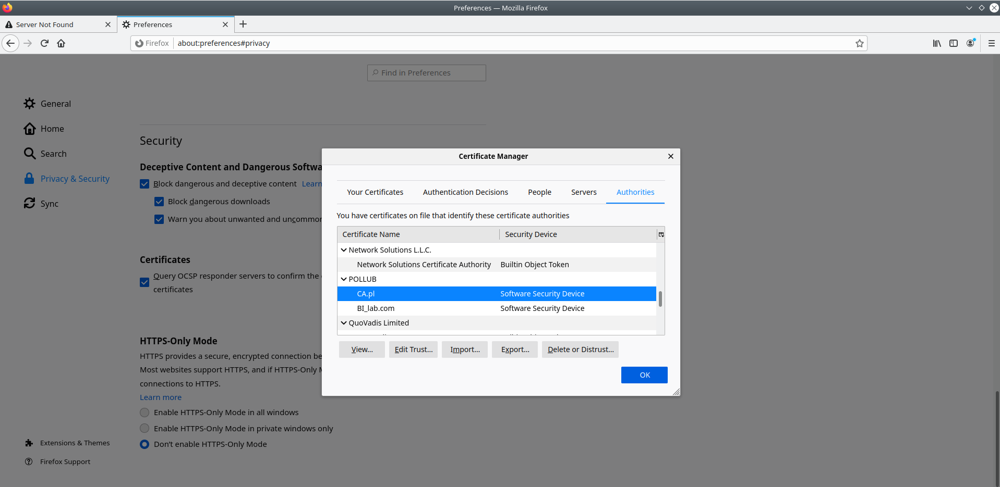 Preferences — Mozilla Firefox
Server Not Found
Preferences
Firefox
about:preferences#privacy
Find in Preferences
General
Home
Search
Privacy & Security
Sync
Extensions & Themes
Firefox Support
Security
Deceptive Content and Dangerous Softwa
Block dangerous and deceptive content Learn
Block dangerous downloads
Warn you about unwanted and uncommon
Certificates
Query OCSP responder servers to confirm the
certificates
HTTPS-Only Mode
HTTPS provides a secure, encrypted connection be
Most websites support HTTPS, and if HTTPS-Only M
connections to HTTPS.
Learn more
Enable HTTPS-Only Mode in all windows
Enable HTTPS-Only Mode in private windows only
Don’t enable HTTPS-Only Mode
Certificate Manager
Your Certificates Authentication Decisions People Servers Authorities
You have certificates on file that identify these certificate authorities
Certificate Name Security Device
Network Solutions L.L.C.
Network Solutions Certificate Authority Builtin Object Token
POLLUB
CA.pl Software Security Device
BI_lab.com Software Security Device
QuoVadis Limited
View... Edit Trust... Import... Export... Delete or Distrust...
OK